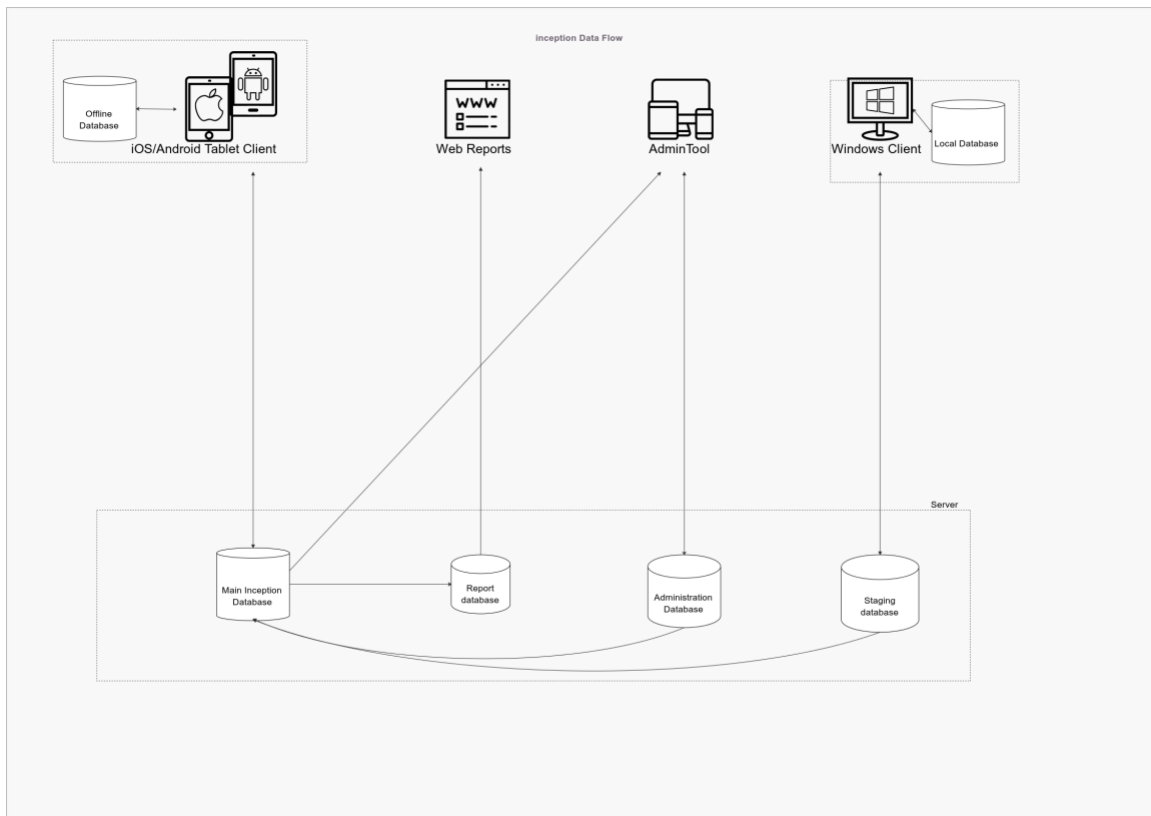 inception Data Flow
Offline
Database
iOS/Android Tablet Client
WWW
Web Reports
AdminTool
Windows Client
Local Database
Server
Main Inception
Database
Report
database
Administration
Database
Staging
database